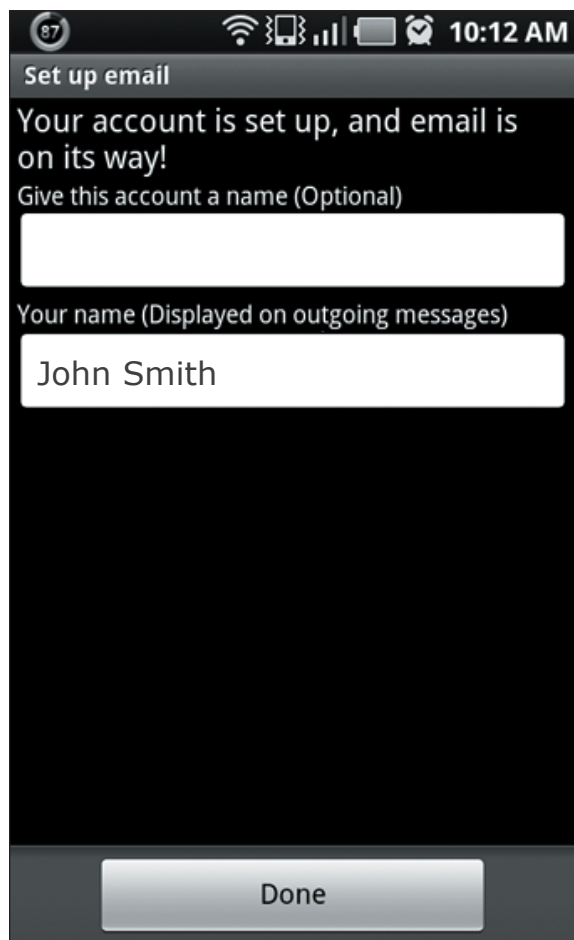 87
10:12 AM
Set up email
Your account is set up, and email is
on its way!
Give this account a name (Optional)
Your name (Displayed on outgoing messages)
John Smith
Done